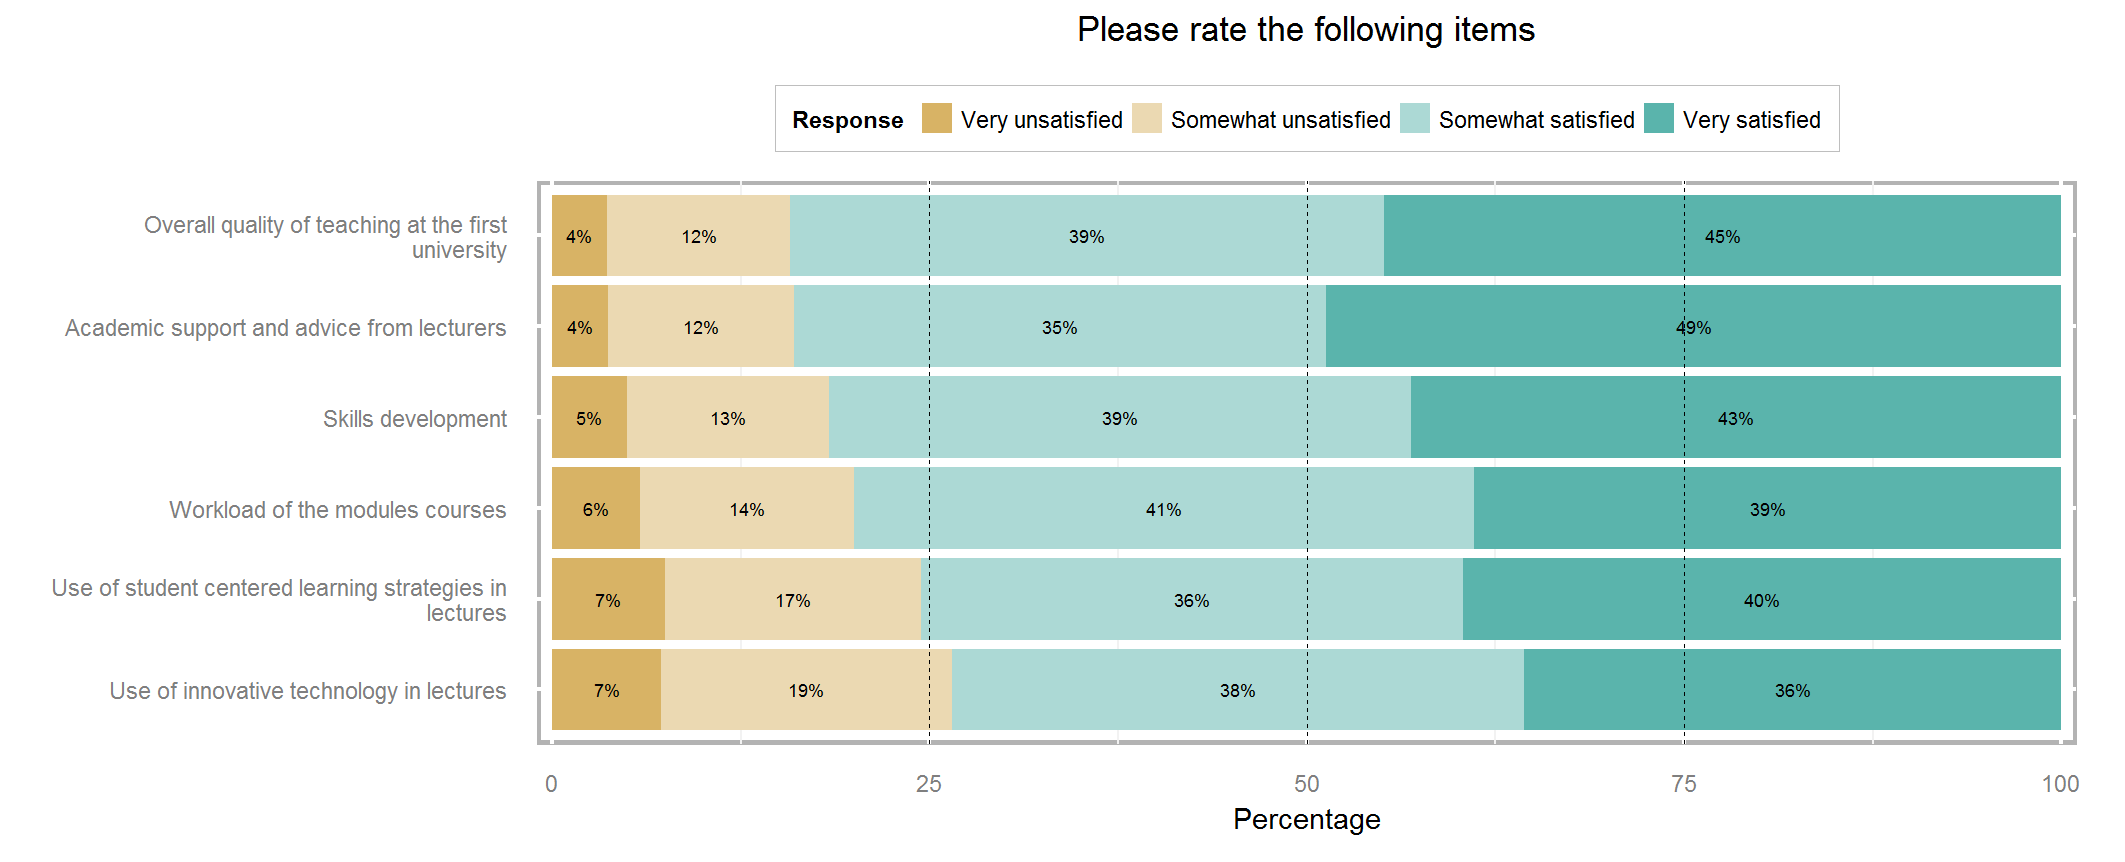 Please rate the following items
Response Very unsatisfied Somewhat unsatisfied Somewhat satisfied Very satisfied
Overall quality of teaching at the first
university
4% 12% 39% 45%
Academic support and advice from lecturers
4% 12% 35% 49%
Skills development
5% 13% 39% 43%
Workload of the modules courses
6% 14% 41% 39%
Use of student centered learning strategies in
lectures
7% 17% 36% 40%
Use of innovative technology in lectures
7% 19% 38% 36%
0 25 50 75 100
Percentage